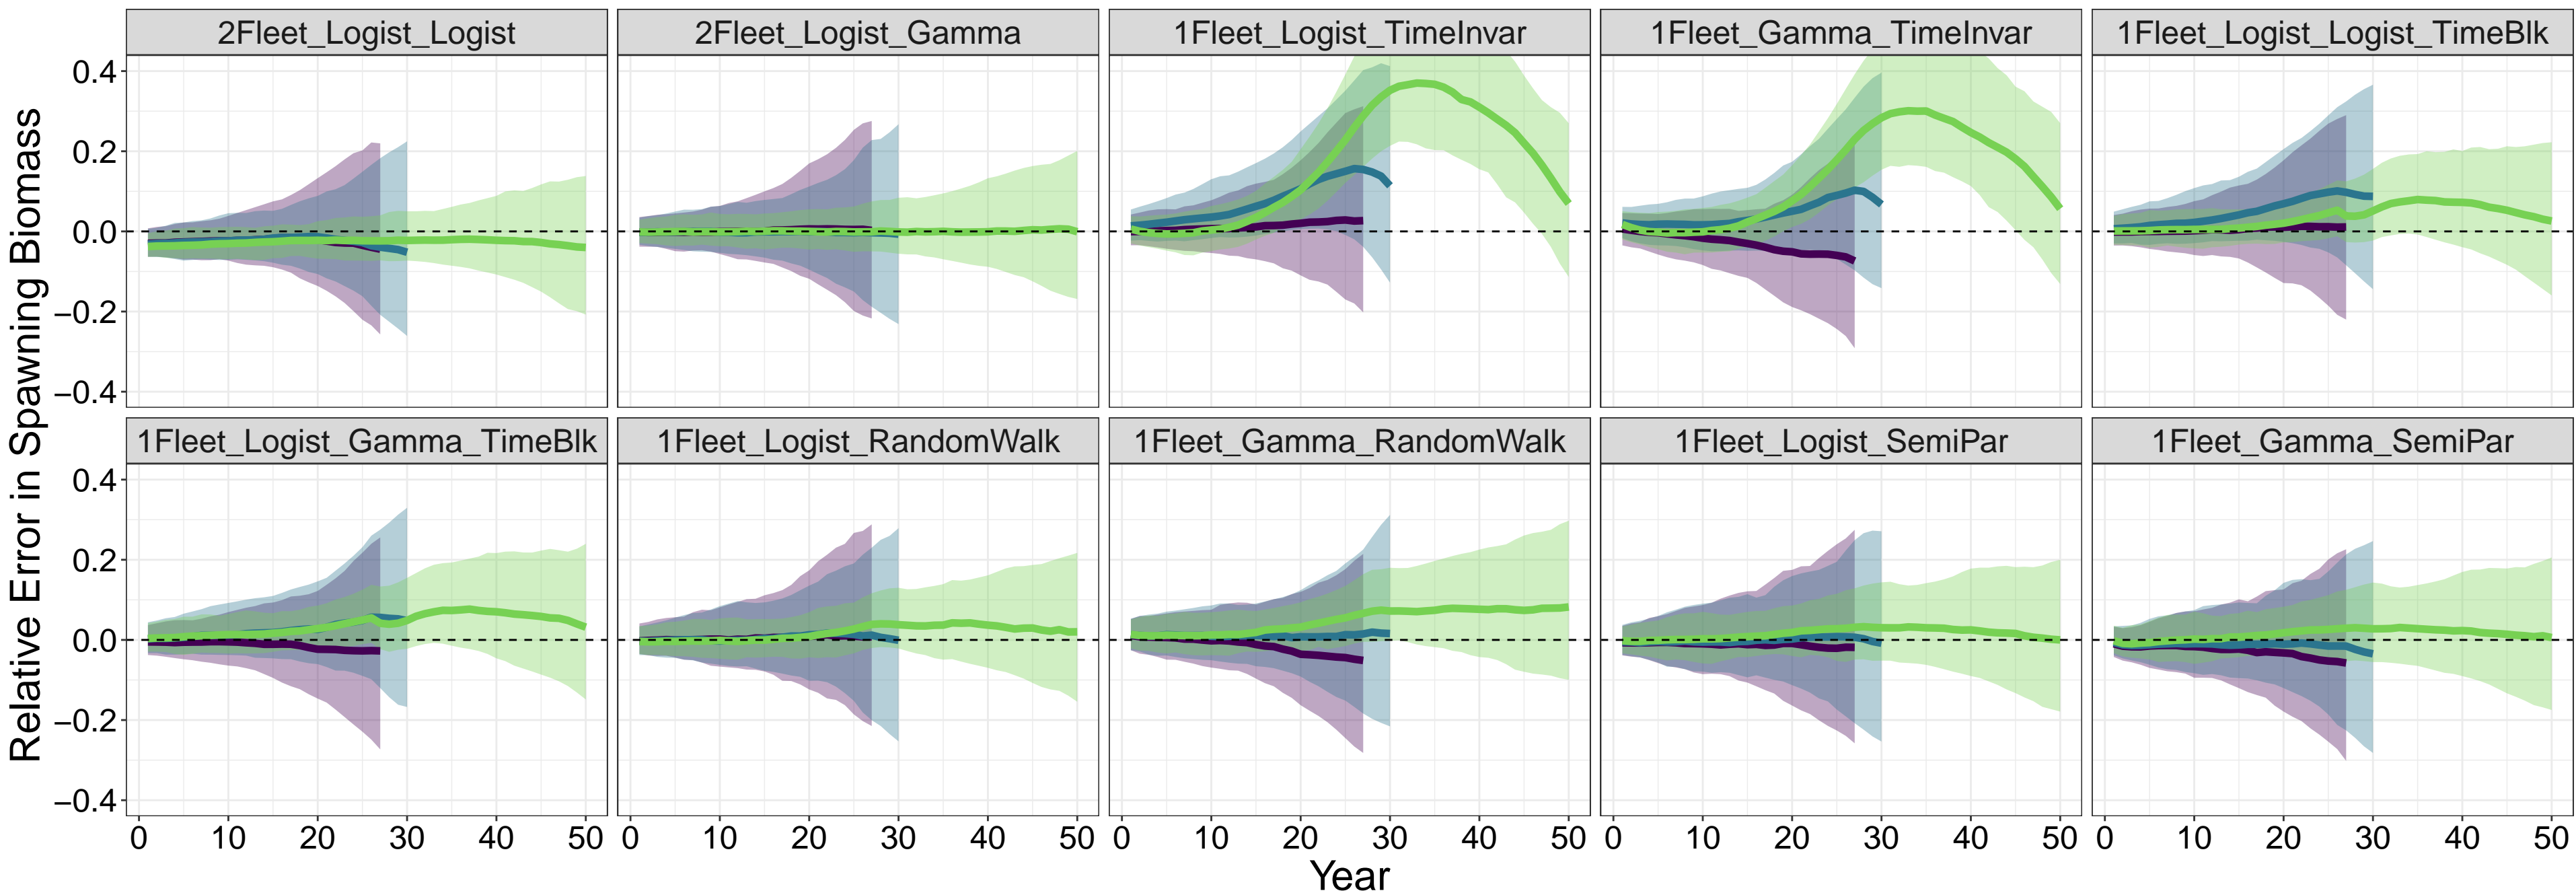 2Fleet_Logist_Logist
2Fleet_Logist_Gamma
1Fleet_Logist_TimeInvar
1Fleet_Gamma_TimeInvar
1Fleet_Logist_Logist_TimeBlk
0.4
0.2
0.0
−0.2
−0.4
1Fleet_Logist_Gamma_TimeBlk
1Fleet_Logist_RandomWalk
1Fleet_Gamma_RandomWalk
1Fleet_Logist_SemiPar
1Fleet_Gamma_SemiPar
0.4
0.2
0.0
−0.2
−0.4
0 10 20 30 40 50
0 10 20 30 40 50
0 10 20 30 40 50
0 10 20 30 40 50
0 10 20 30 40 50
Year
Relative Error in Spawning Biomass